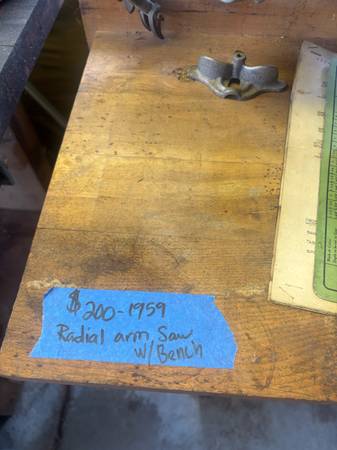 $200-1959
Radial arm Saw
W/Bench